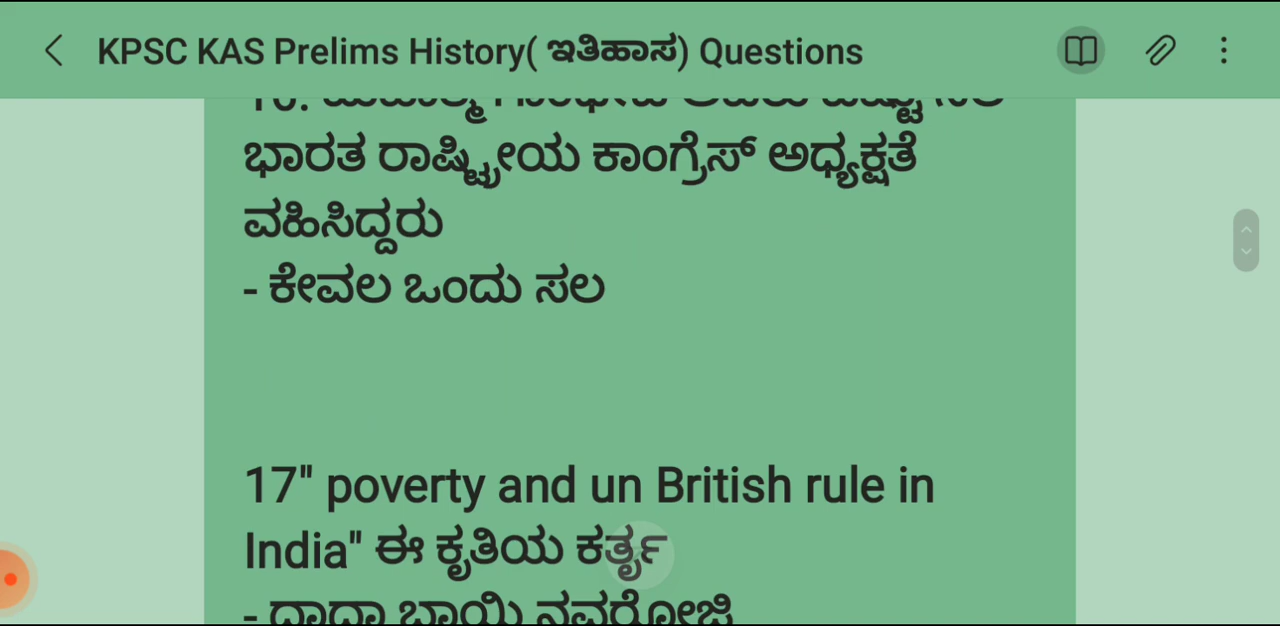 KPSC KAS Prelims History( ಇತಿಹಾಸ) Questions
ಭಾರತ ರಾಷ್ಟ್ರೀಯ ಕಾಂಗ್ರೆಸ್ ಅಧ್ಯಕ್ಷತೆ
ವಹಿಸಿದ್ದರು
- ಕೇವಲ ಒಂದು ಸಲ
17" poverty and un British rule in
India" ಈ ಕೃತಿಯ ಕರ್ತೃ
- ದಾದಾ ಬಾಯಿ ನವರೋಜಿ